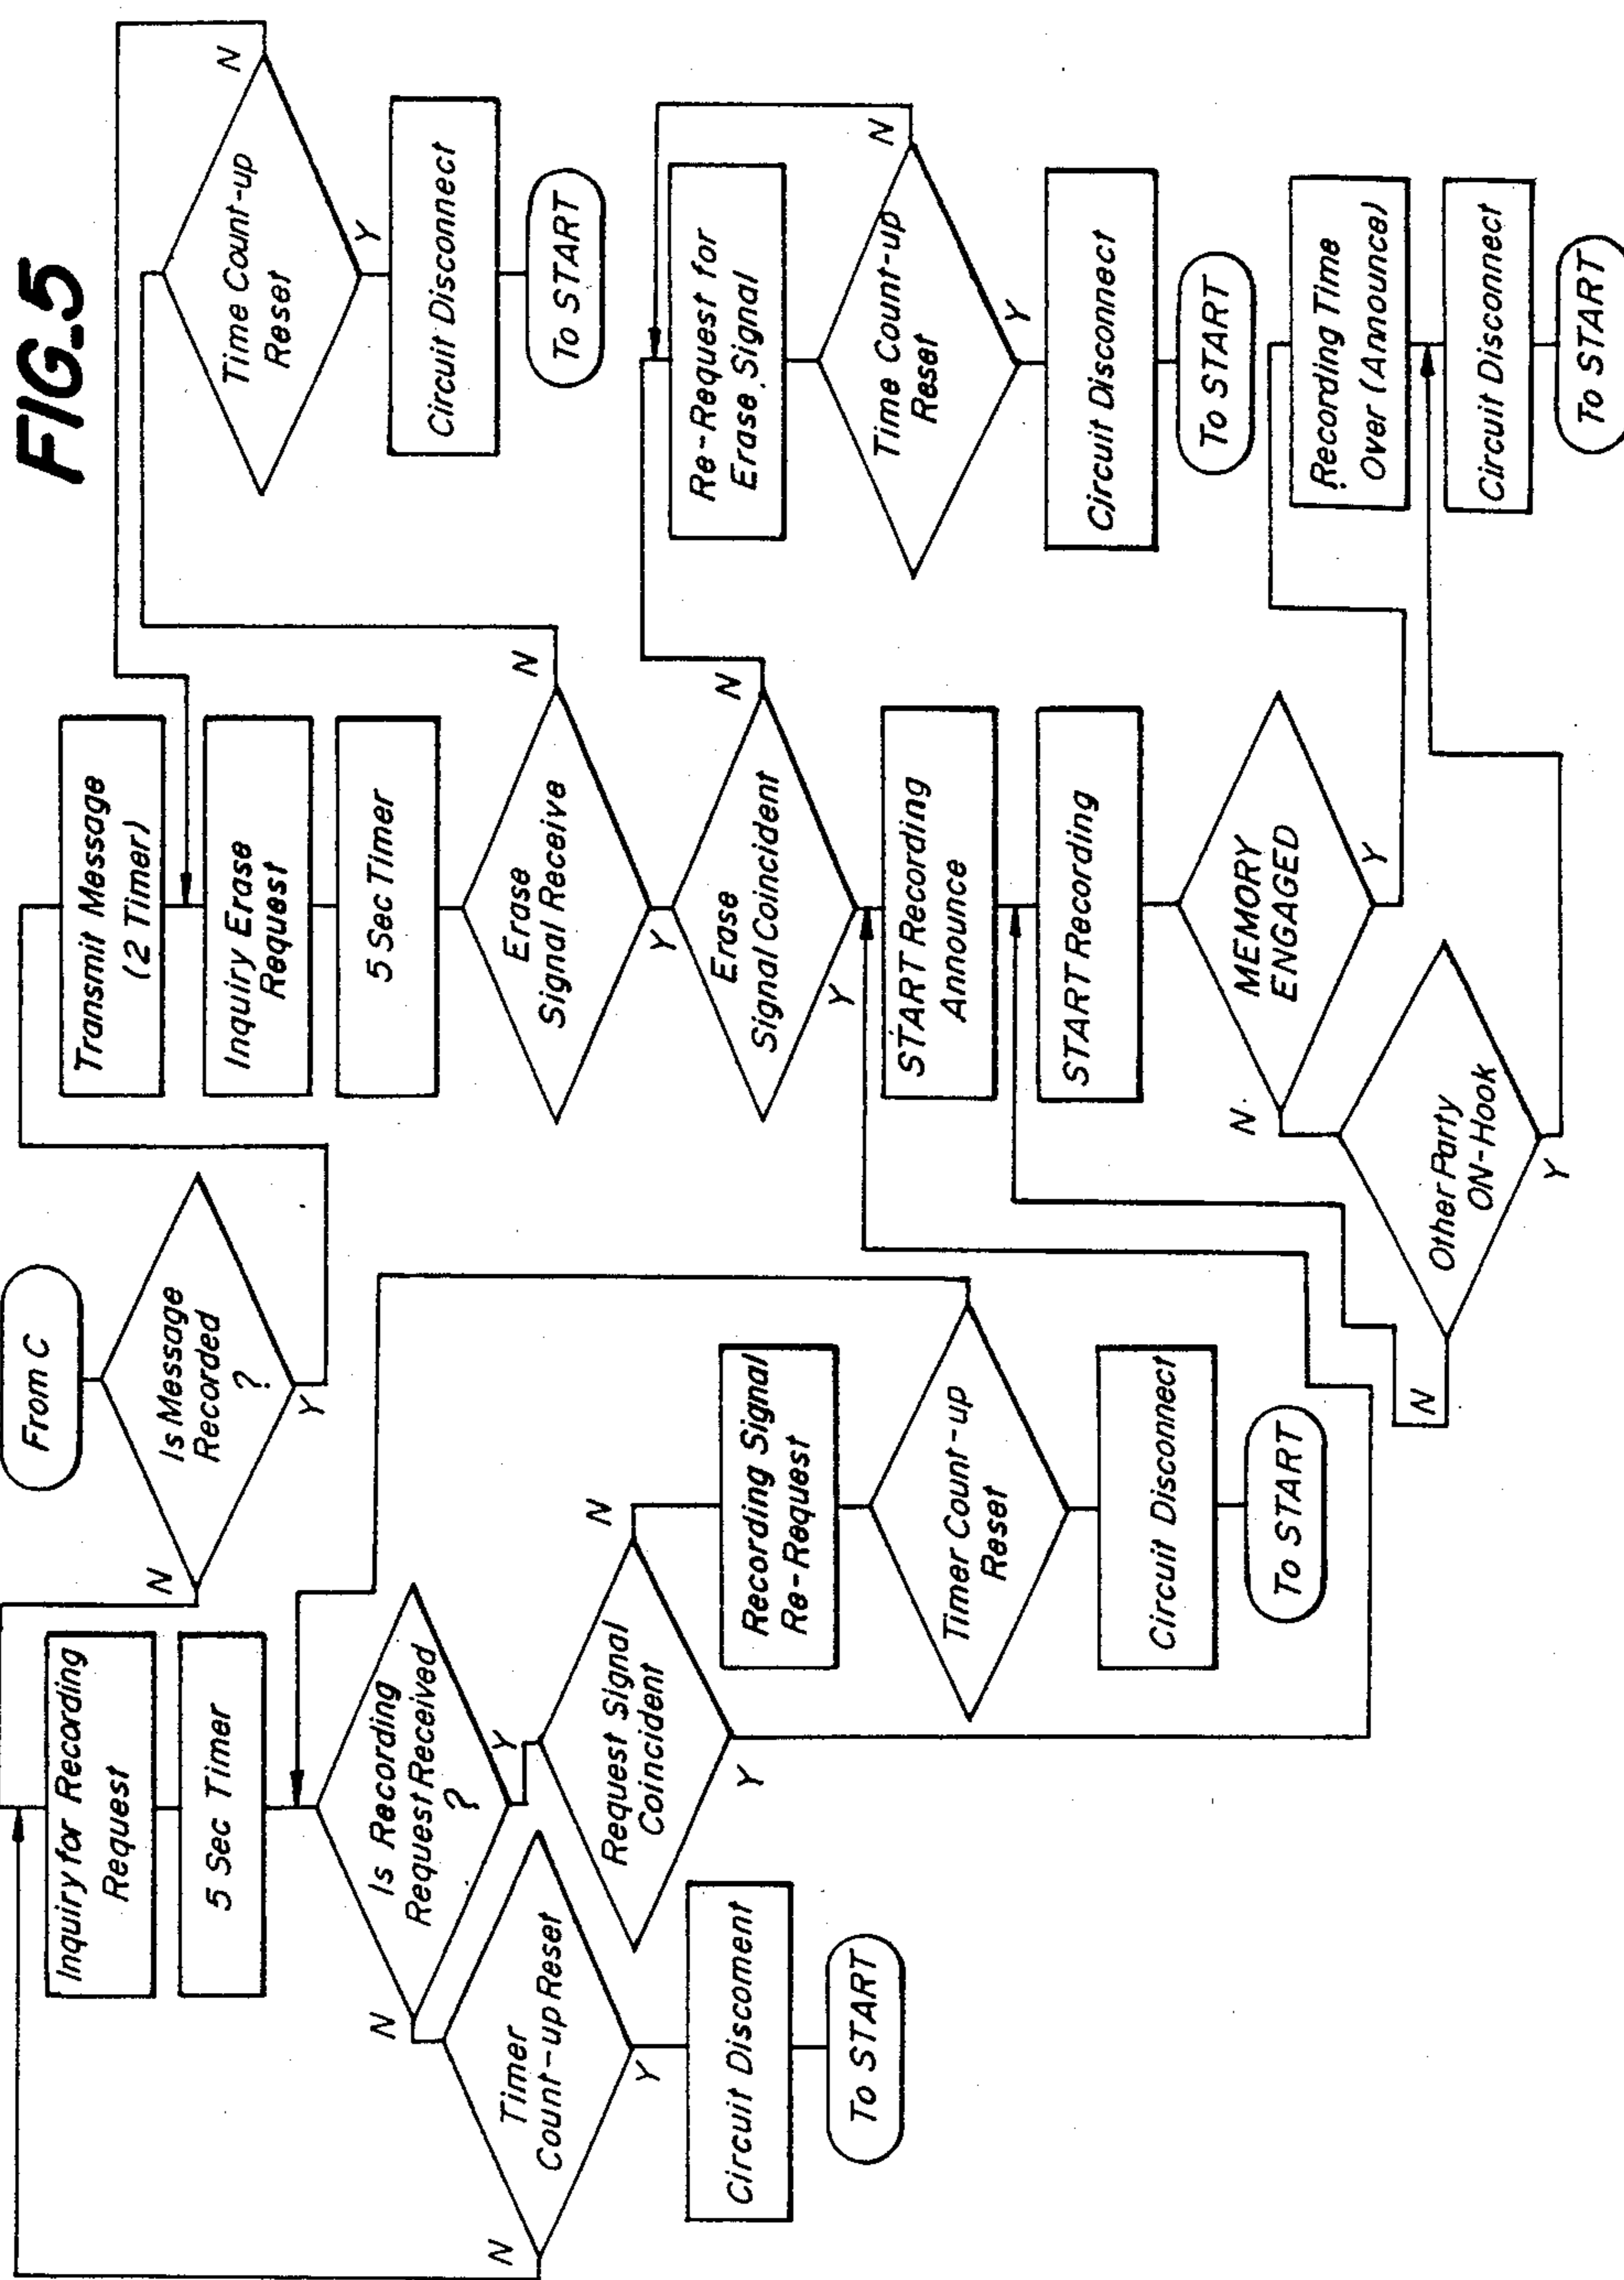 FIG. 5
From C
Is Message
Recorded
?
N
Y
Inquiry for Recording
Request
5 Sec Timer
Is Recording
Request Received
?
N
Y
Timer
Count-up Reset
N
Y
Circuit Discoment
To START
Request Signal
Coincident
N
Y
Recording Signal
Re-Request
Timer Count-up
Reset
Circuit Disconnect
To START
Transmit Message
(2 Timer)
Inquiry Erase
Request
5 Sec Timer
Erase
Signal Receive
N
Y
Erase
Signal Coincident
N
Y
START Recording
Announce
START Recording
MEMORY
ENGAGED
N
Y
Other Party
ON-Hook
N
Y
Time Count-up
Reset
N
Y
Circuit Disconnect
To START
Re-Request for
Erase Signal
Time Count-up
Reset
N
Y
Circuit Disconnect
To START
Recording Time
Over (Announce)
Circuit Disconnect
To START